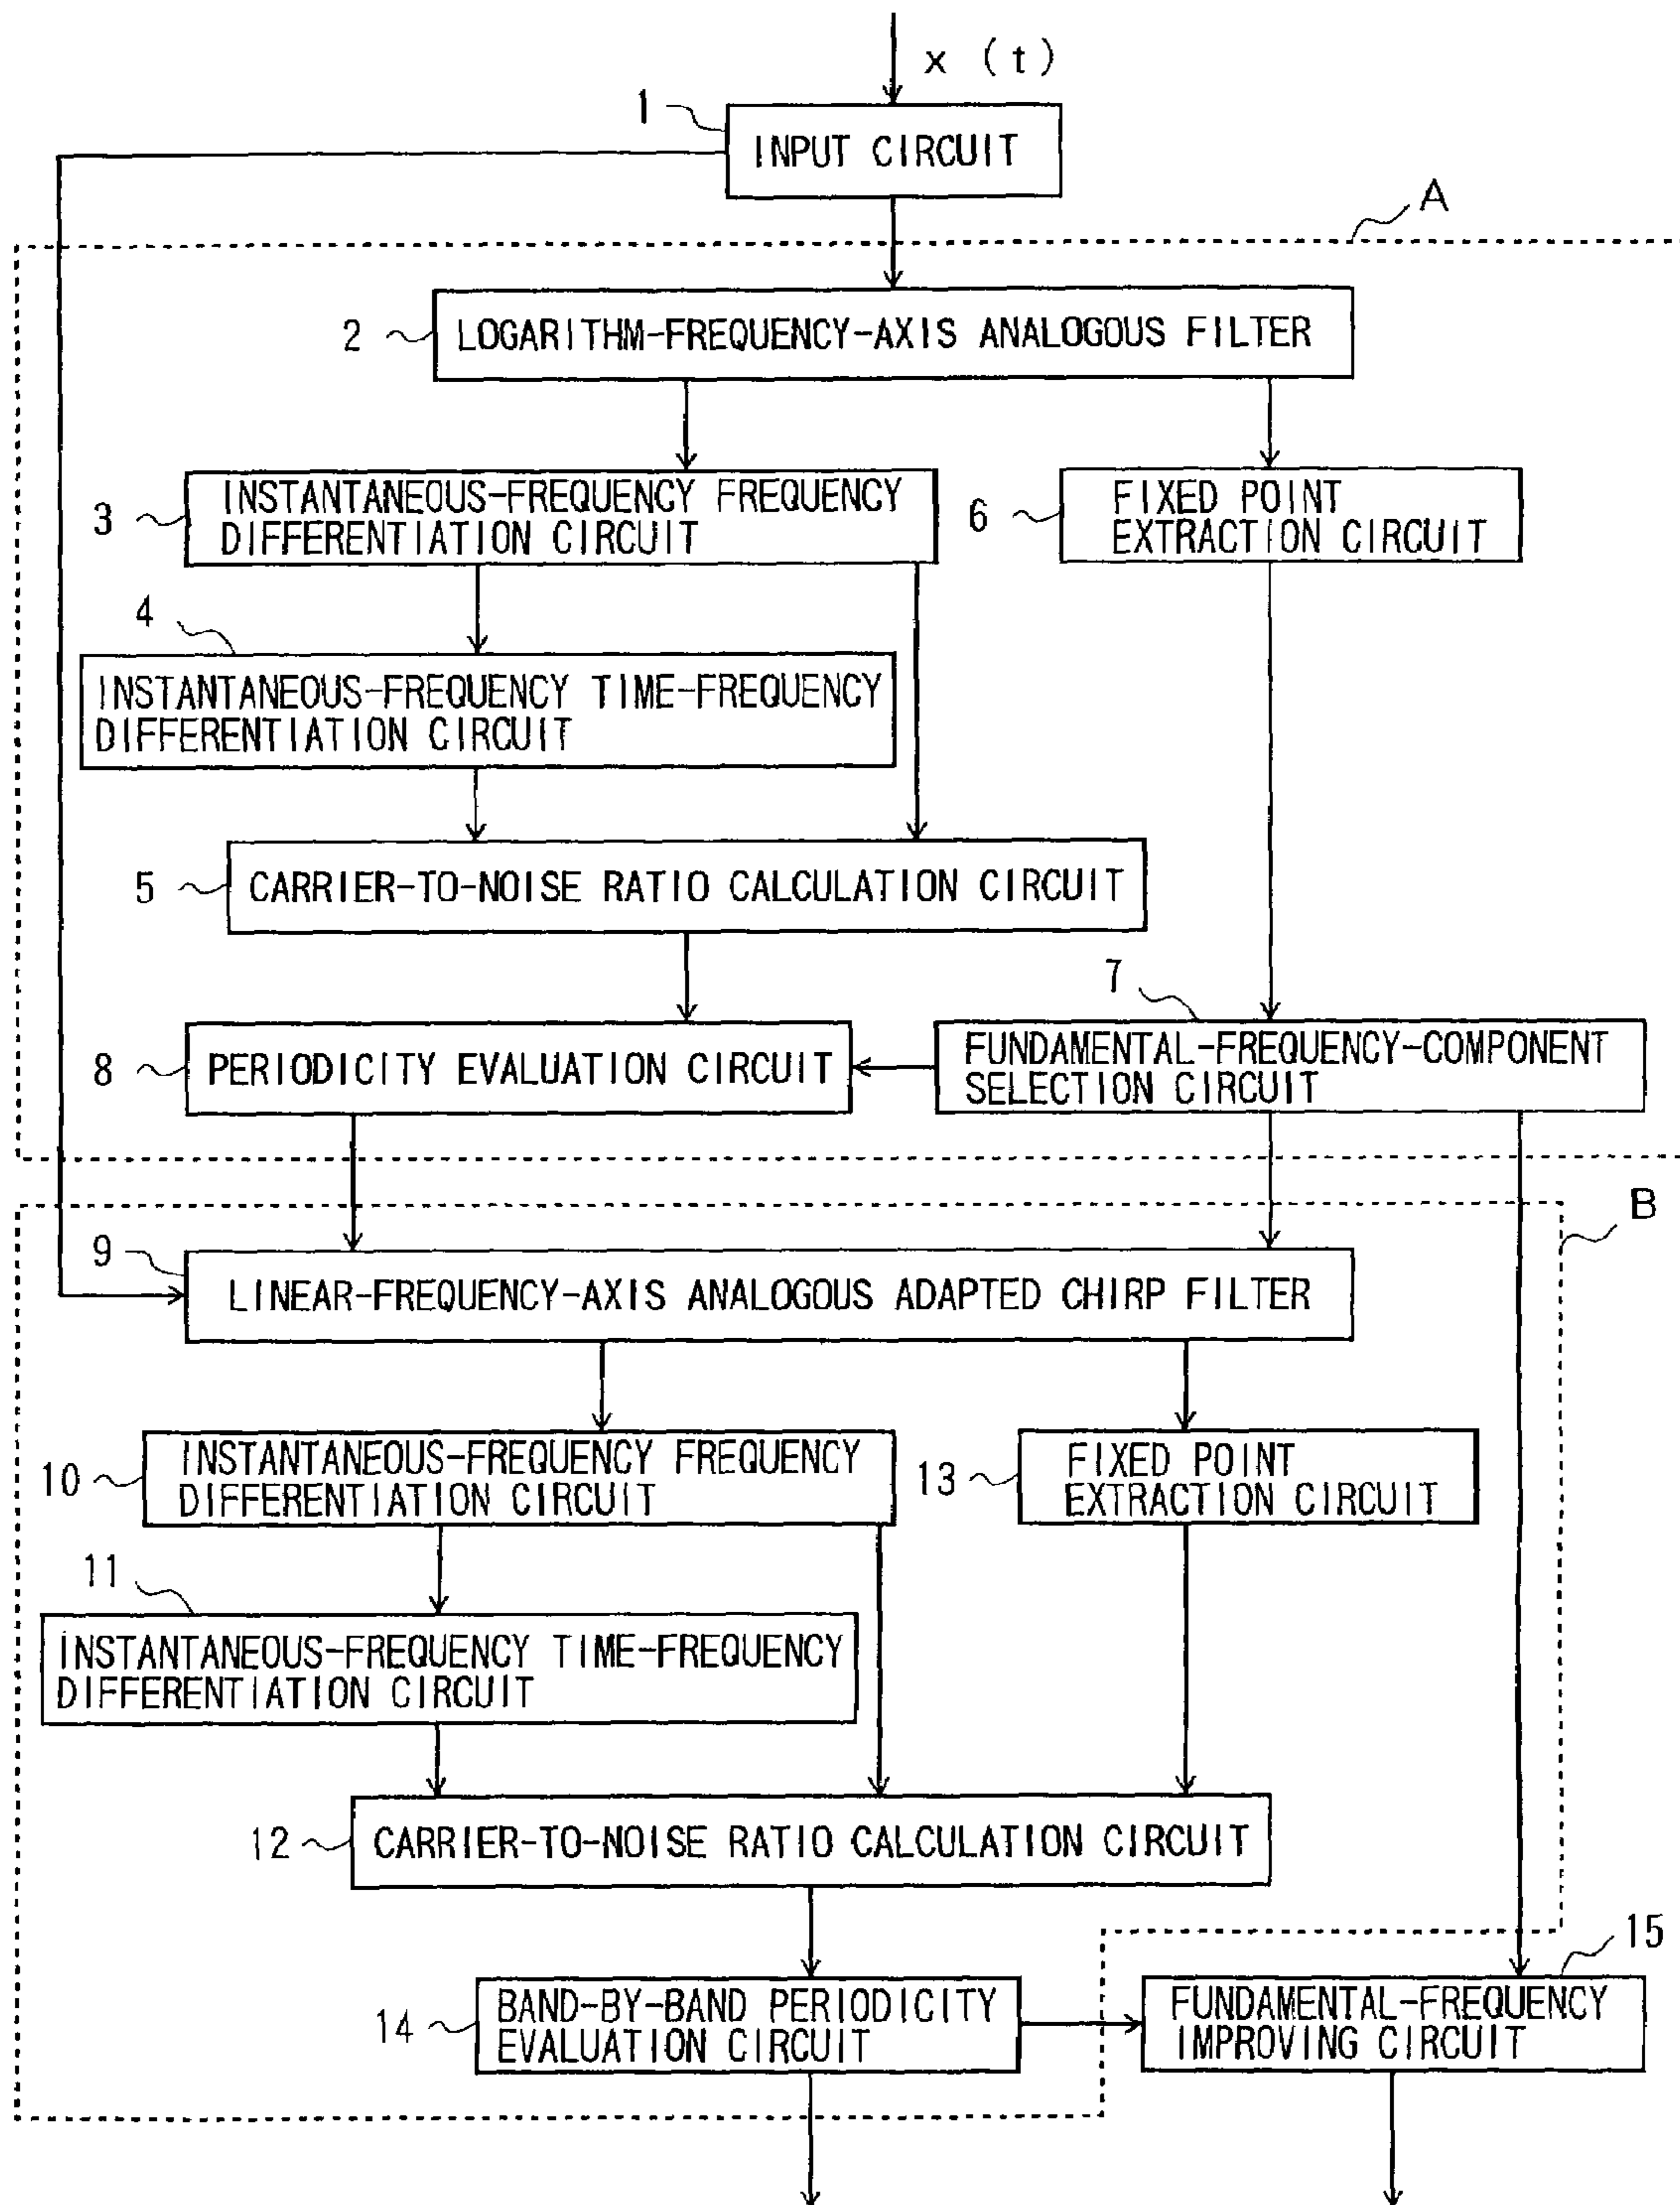 x (t)
1
INPUT CIRCUIT
A
2
LOGARITHM-FREQUENCY-AXIS ANALOGOUS FILTER
3
INSTANTANEOUS-FREQUENCY FREQUENCY
DIFFERENTIATION CIRCUIT
6
FIXED POINT
EXTRACTION CIRCUIT
4
INSTANTANEOUS-FREQUENCY TIME-FREQUENCY
DIFFERENTIATION CIRCUIT
5
CARRIER-TO-NOISE RATIO CALCULATION CIRCUIT
7
8
PERIODICITY EVALUATION CIRCUIT
FUNDAMENTAL-FREQUENCY-COMPONENT
SELECTION CIRCUIT
B
9
LINEAR-FREQUENCY-AXIS ANALOGOUS ADAPTED CHIRP FILTER
10
INSTANTANEOUS-FREQUENCY FREQUENCY
DIFFERENTIATION CIRCUIT
13
FIXED POINT
EXTRACTION CIRCUIT
11
INSTANTANEOUS-FREQUENCY TIME-FREQUENCY
DIFFERENTIATION CIRCUIT
12
CARRIER-TO-NOISE RATIO CALCULATION CIRCUIT
15
14
BAND-BY-BAND PERIODICITY
EVALUATION CIRCUIT
FUNDAMENTAL-FREQUENCY
IMPROVING CIRCUIT